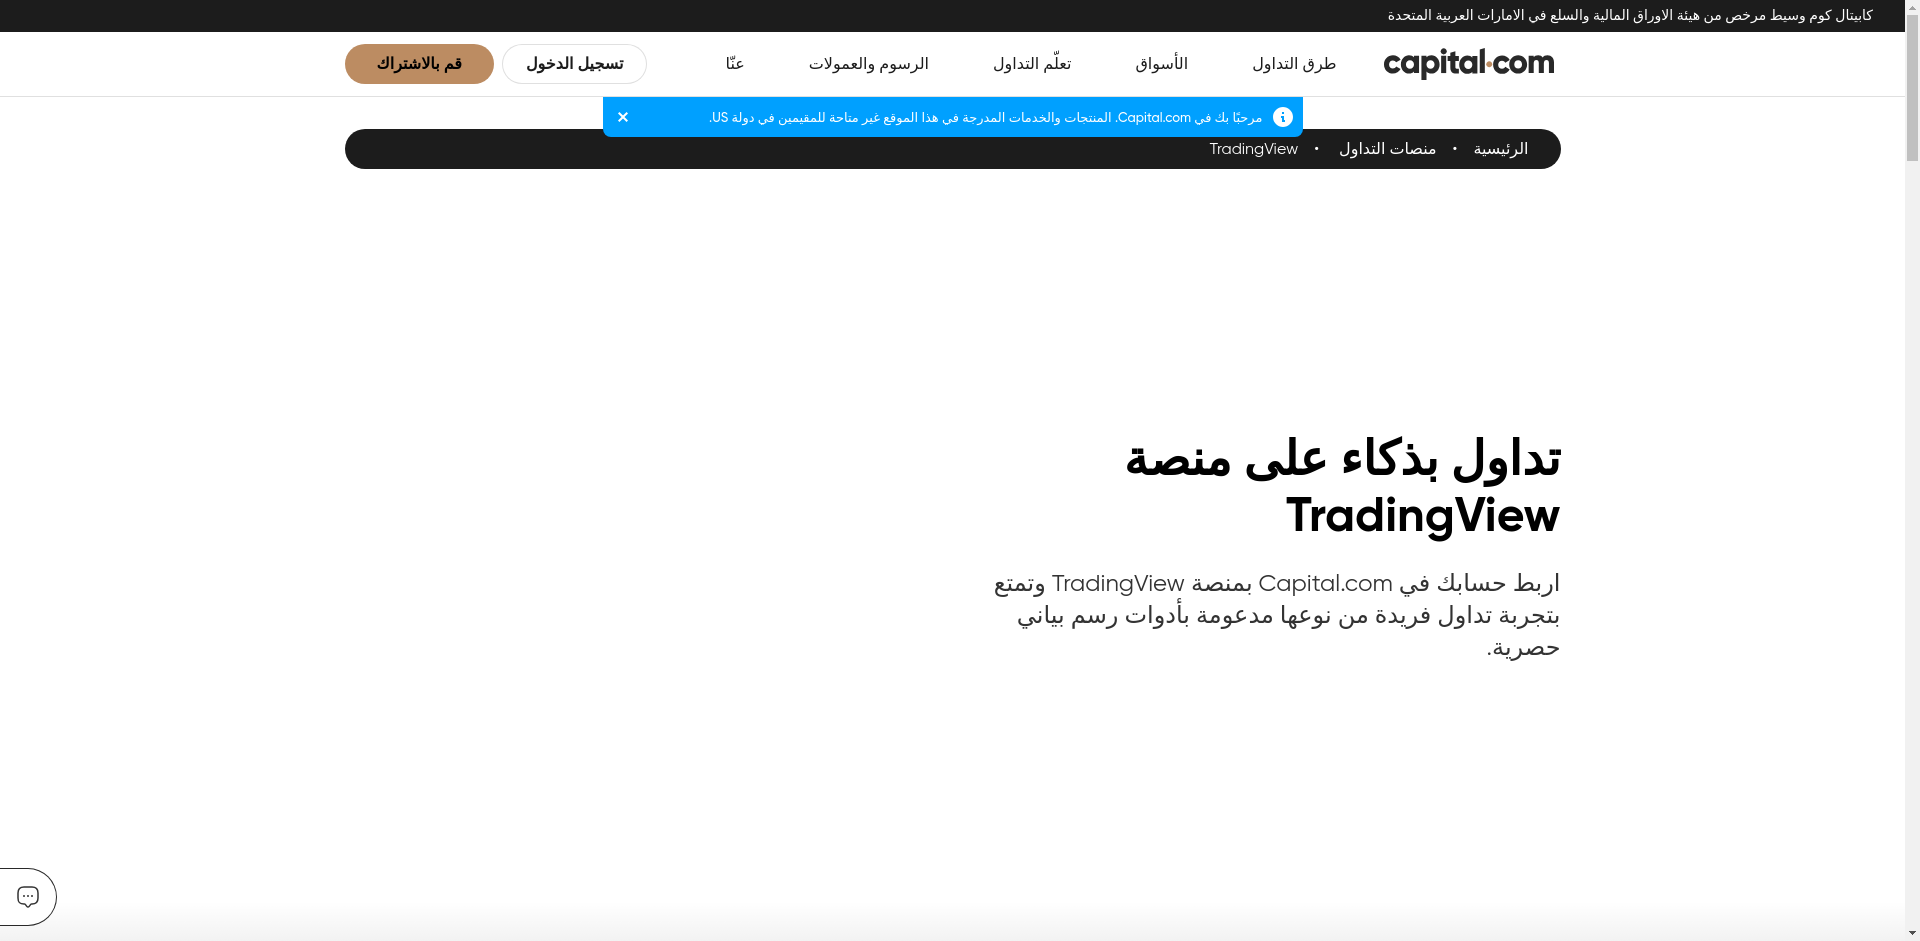 كابيتال كوم وسيط مرخص من هيئة الاوراق المالية والسلع في الامارات العربية المتحدة
capital.com
طرق التداول
الأسواق
تعلّم التداول
الرسوم والعمولات
عنّا
تسجيل الدخول
قم بالاشتراك
مرحبًا بك في Capital.com. المنتجات والخدمات المدرجة في هذا الموقع غير متاحة للمقيمين في دولة US.
الرئيسية • منصات التداول • TradingView
تداول بذكاء على منصة
TradingView
اربط حسابك في Capital.com بمنصة TradingView وتمتع
بتجربة تداول فريدة من نوعها مدعومة بأدوات رسم بياني
حصرية.